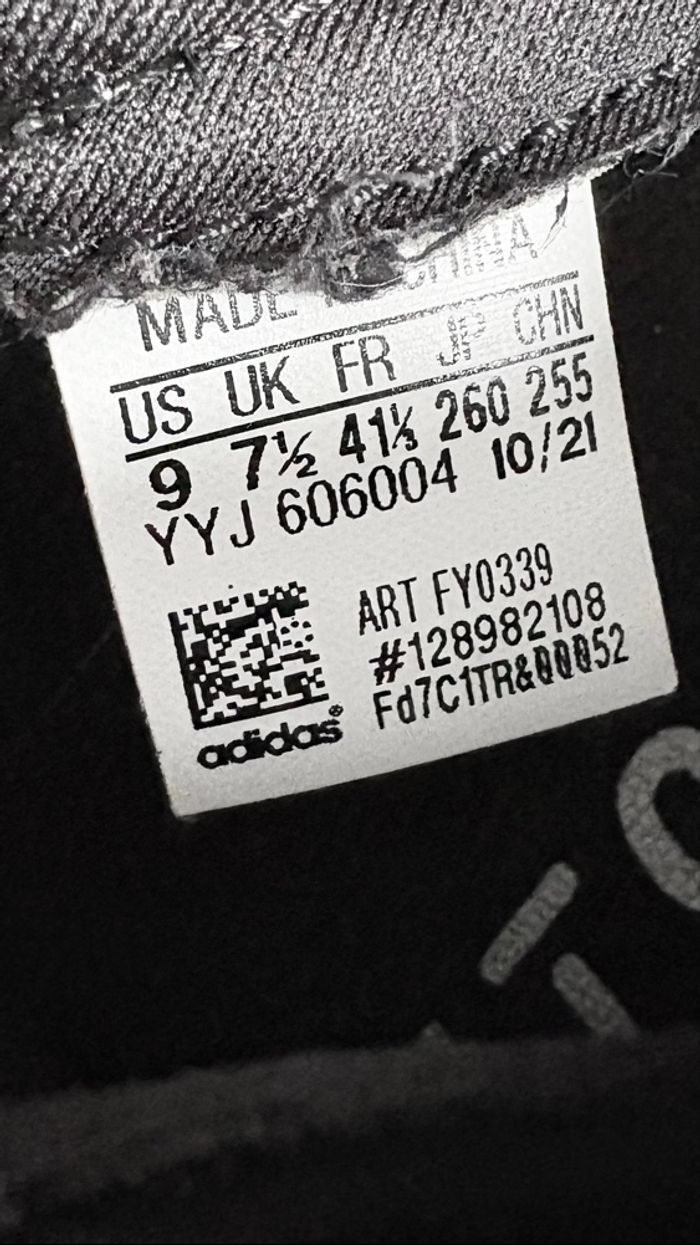 MADE IN CHINA
US UK FR JP CHN
9 7½ 41⅓ 260 255
YYJ 606004 10/21
ART FY0339
#128982108
Fd7C1TR&00052
adidas®